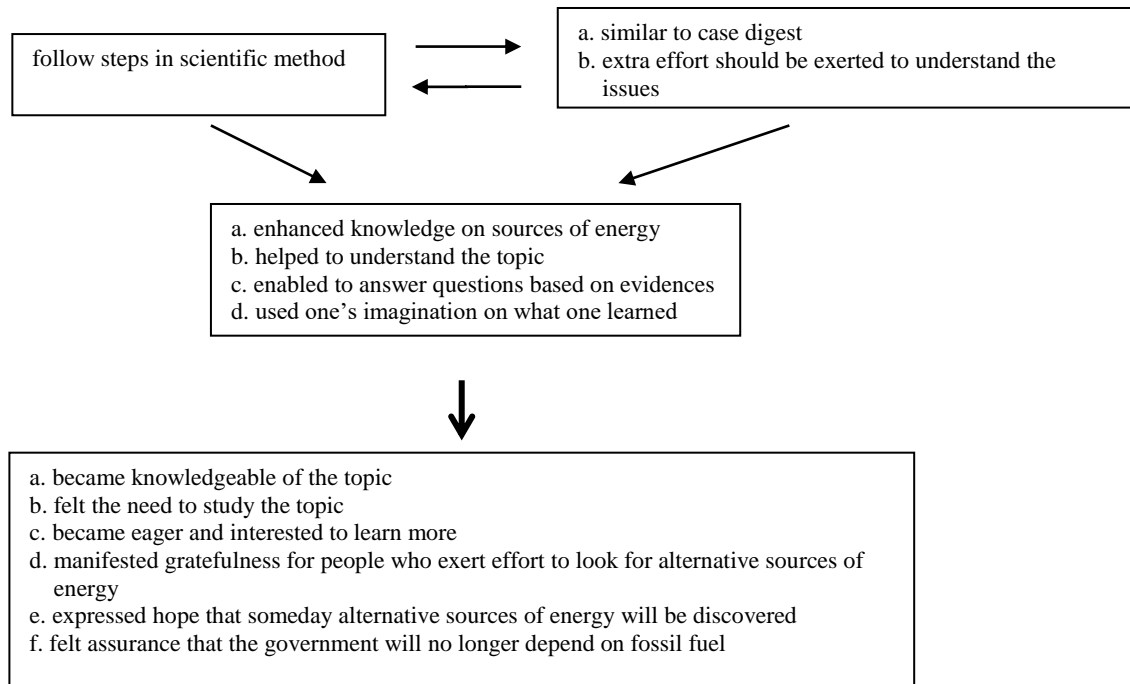 follow steps in scientific method
a. similar to case digest
b. extra effort should be exerted to understand the
issues
a. enhanced knowledge on sources of energy
b. helped to understand the topic
c. enabled to answer questions based on evidences
d. used one’s imagination on what one learned
a. became knowledgeable of the topic
b. felt the need to study the topic
c. became eager and interested to learn more
d. manifested gratefulness for people who exert effort to look for alternative sources of
energy
e. expressed hope that someday alternative sources of energy will be discovered
f. felt assurance that the government will no longer depend on fossil fuel